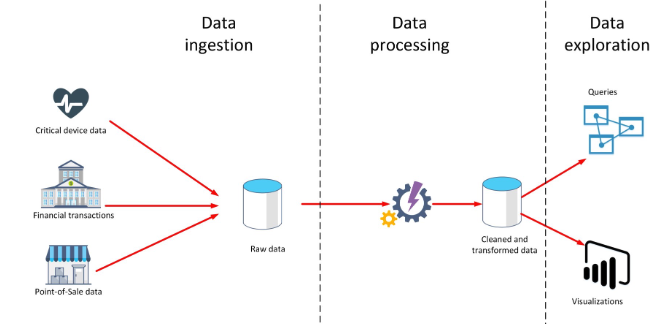 Data
ingestion
Data
processing
Data
exploration
Queries
Critical device data
Financial transactions
Raw data
Cleaned and
transformed data
Point-of-Sale data
Visualizations